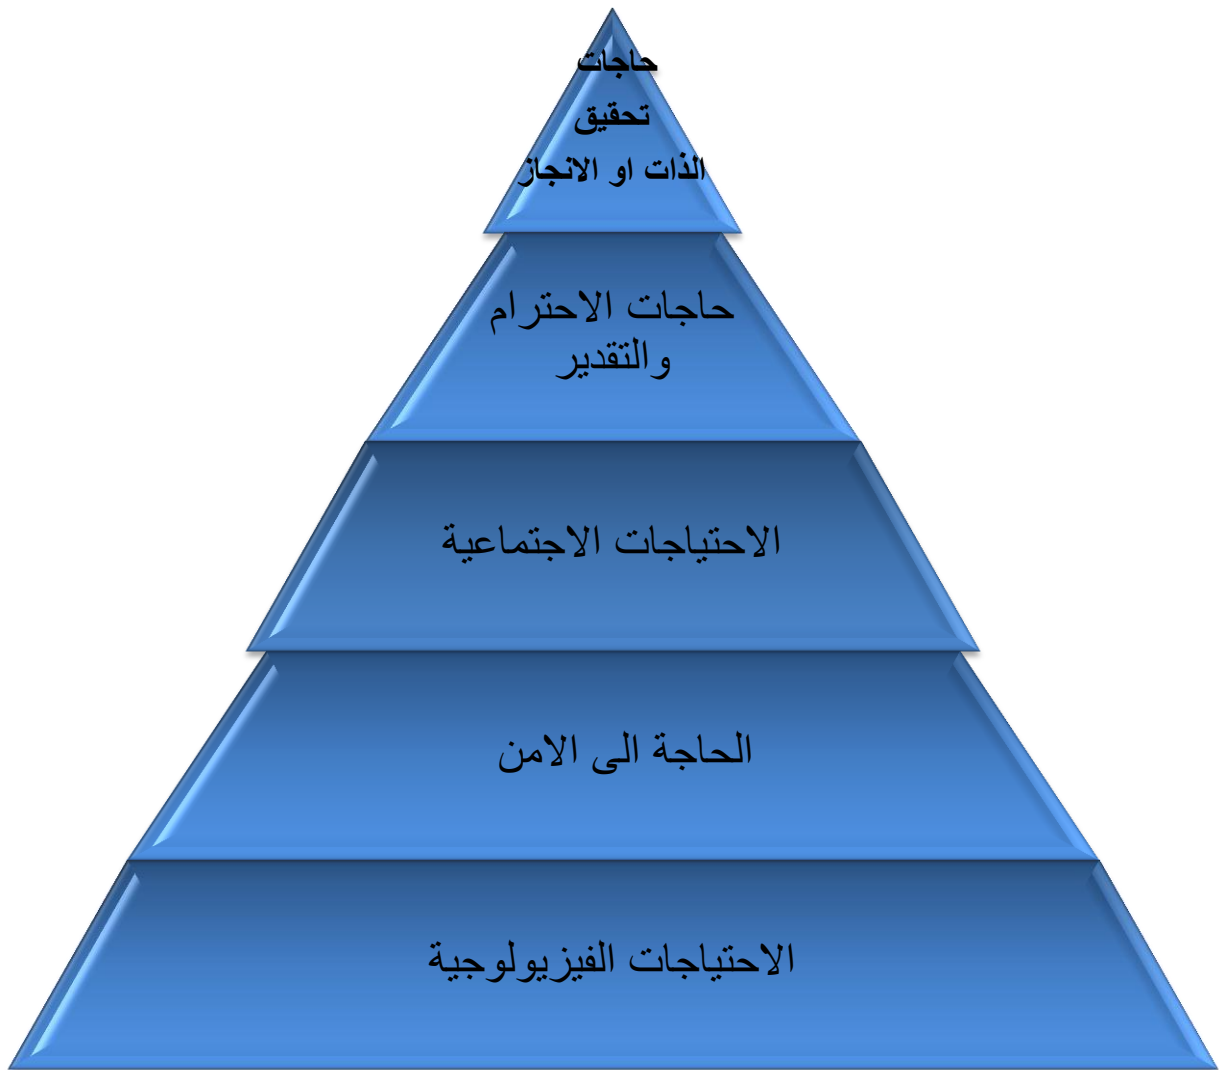 حاجات
تحقيق
الذات او الانجاز
حاجات الاحترام
والتقدير
الاحتياجات الاجتماعية
الحاجة الى الامن
الاحتياجات الفيزيولوجية